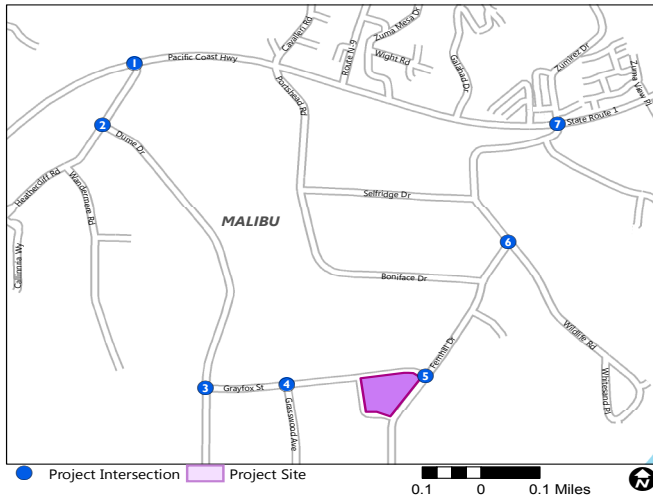 Cavalleri Rd
Route N-9
Zuma Mesa Dr
Wight Rd
Galahad Dr
Zumirez Dr
Zuma View Pl
1
Pacific Coast Hwy
Portshead Rd
7
State Route 1
2
Dume Dr
Heathercliff Rd
Wandermere Rd
Selfridge Dr
MALIBU
6
Boniface Dr
Wildlife Rd
Whitesand Pl
Fernhill Dr
5
3
Grayfox St
4
Grasswood Ave
Project Intersection
Project Site
0.1 0 0.1 Miles
N